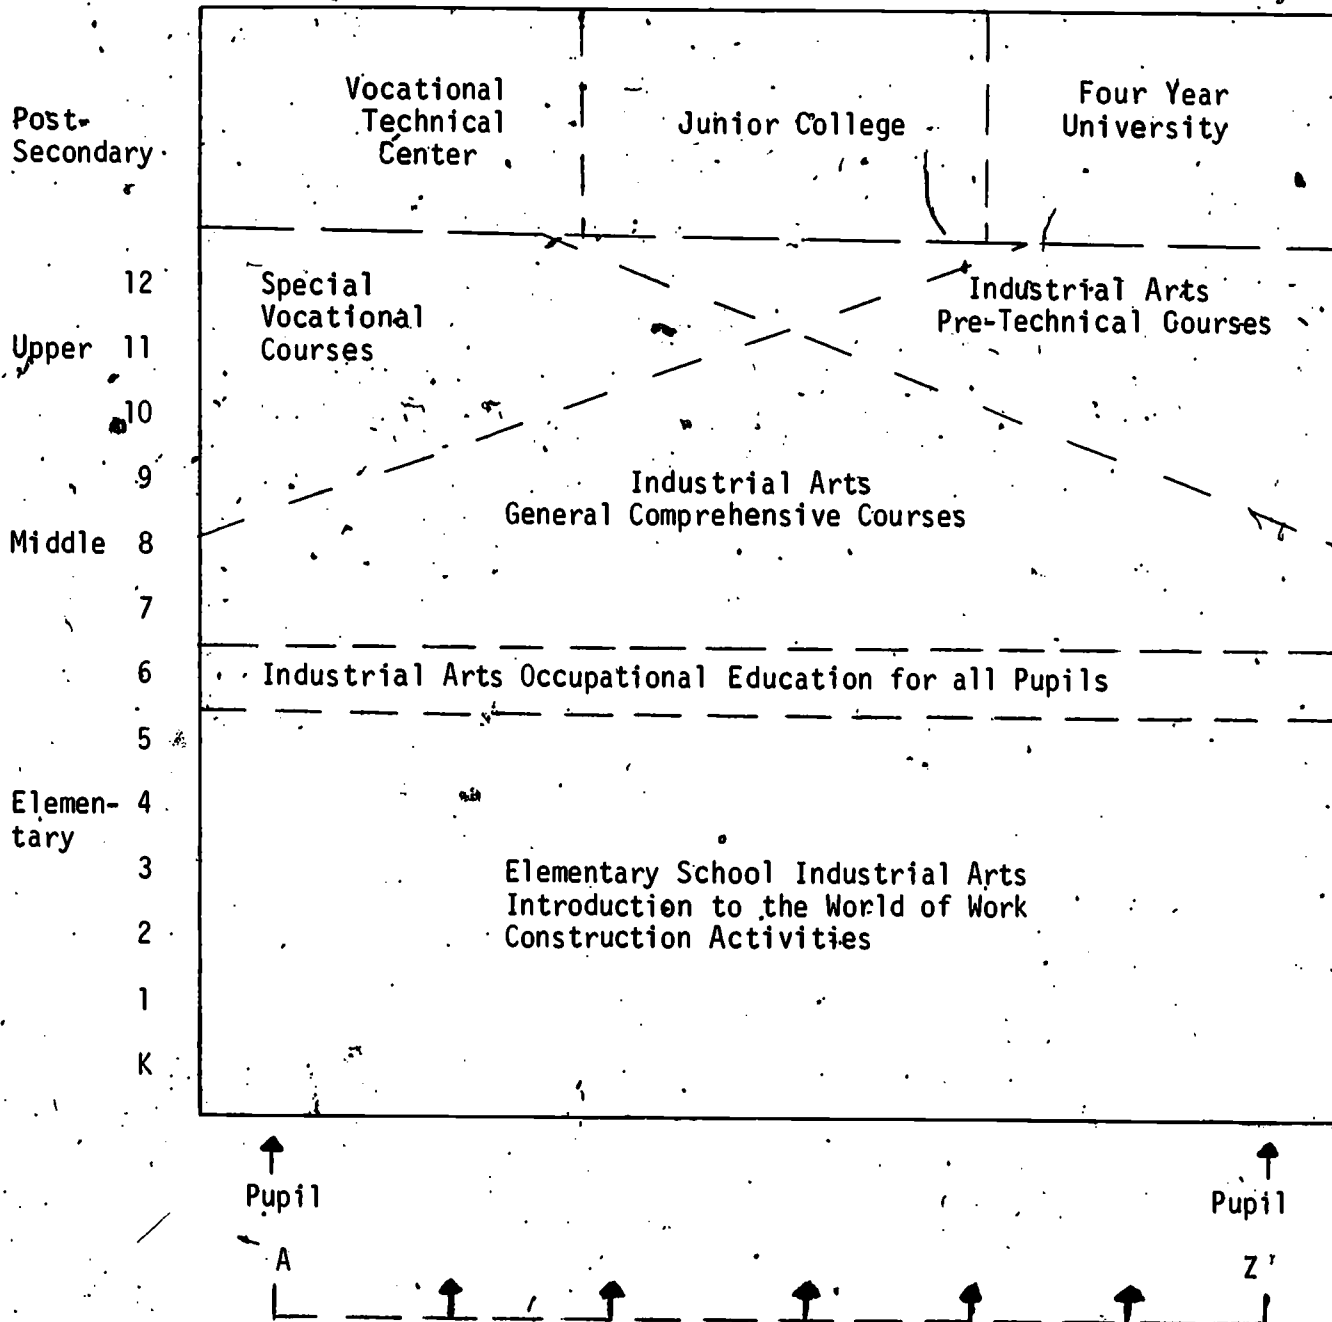 Post-
Secondary
Vocational
Technical
Center
Junior College
Four Year
University
12
Upper 11
10
9
Middle 8
7
6
5
Elemen- 4
tary
3
2
1
K
Special
Vocational
Courses
Industrial Arts
Pre-Technical Courses
Industrial Arts
General Comprehensive Courses
Industrial Arts Occupational Education for all Pupils
Elementary School Industrial Arts
Introduction to the World of Work
Construction Activities
Pupil
A
Pupil
Z